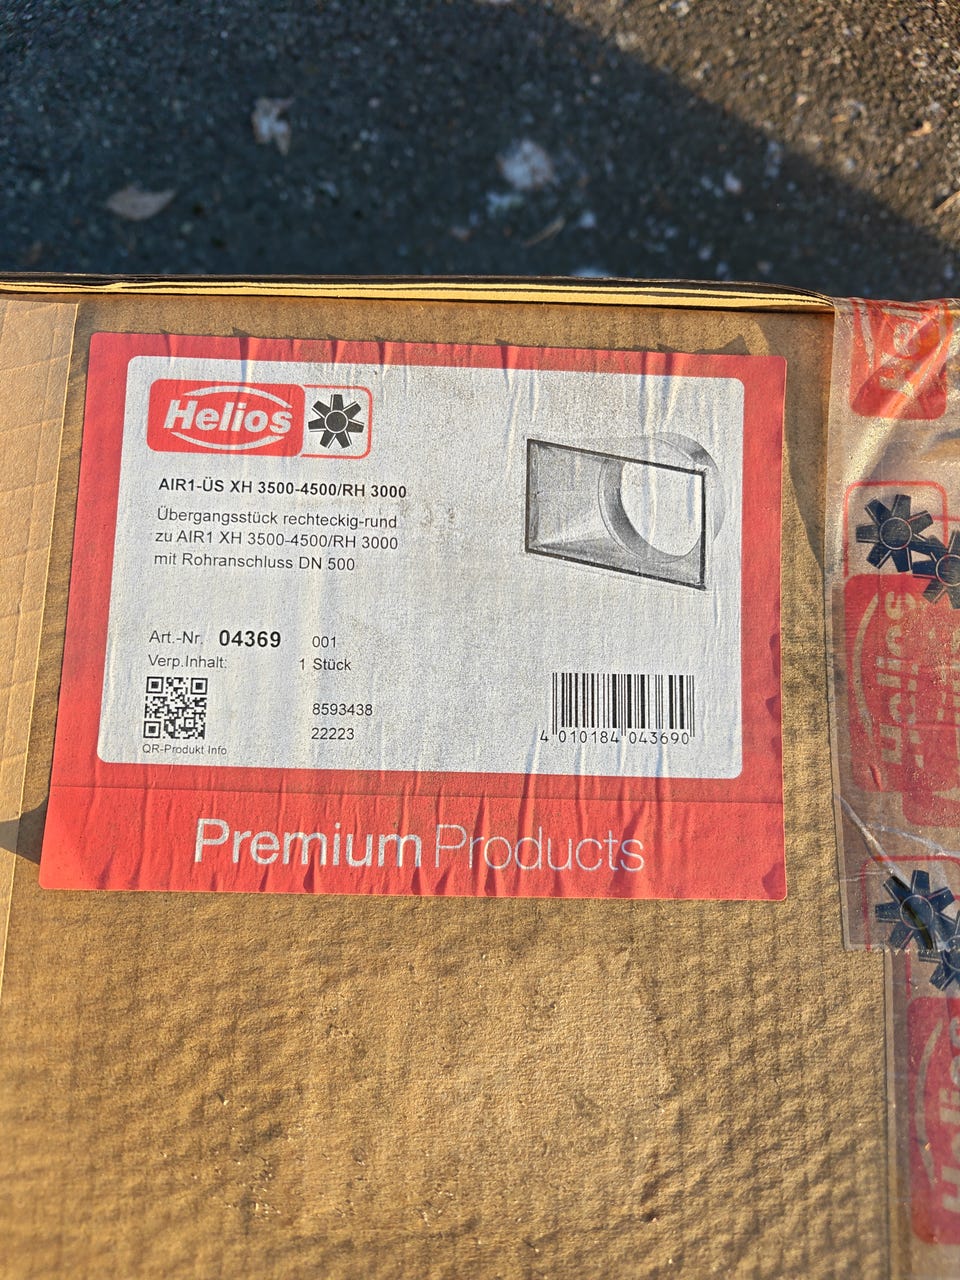 Helios
AIR1-ÜS XH 3500-4500/RH 3000
Übergangsstück rechteckig-rund
zu AIR1 XH 3500-4500/RH 3000
mit Rohranschluss DN 500
Art.-Nr. 04369 001
Verp.Inhalt: 1 Stück
8593438
22223
QR-Produkt Info
4 010184 043690
Premium Products
Helios
Helios